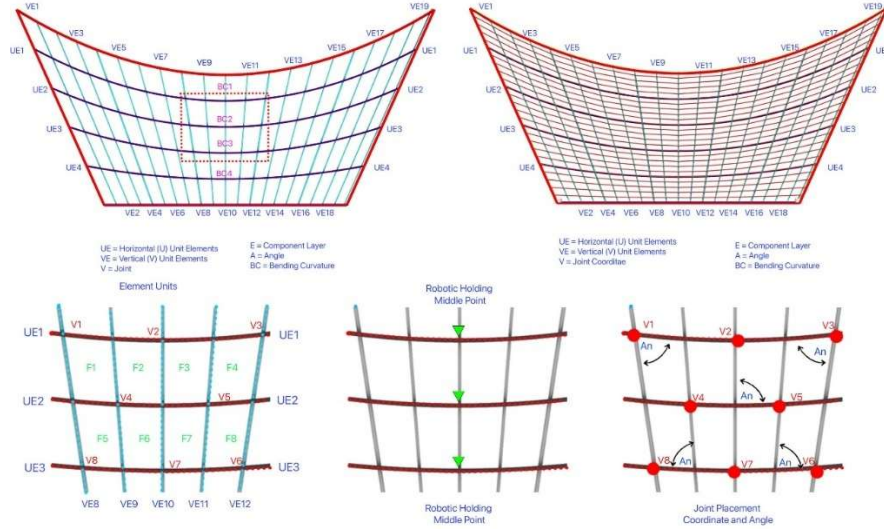 VE1
VE3
VE5
VE7
VE9
VE11
VE13
VE15
VE17
VE19
UE1
UE2
UE3
UE4
UE1
UE2
UE3
UE4
BC1
BC2
BC3
BC4
VE2 VE4 VE6 VE8 VE10 VE12 VE14 VE16 VE18
VE1
VE3
VE5
VE7
VE9
VE11
VE13
VE15
VE17
VE19
UE1
UE2
UE3
UE4
UE1
UE2
UE3
UE4
VE2 VE4 VE6 VE8 VE10 VE12 VE14 VE16 VE18
UE = Horizontal (U) Unit Elements
VE = Vertical (V) Unit Elements
V = Joint
E = Component Layer
A = Angle
BC = Bending Curvature
UE = Horizontal (U) Unit Elements
VE = Vertical (V) Unit Elements
V = Joint Coorditae
E = Component Layer
A = Angle
BC = Bending Curvature
Element Units
UE1 V1 V2 V3 UE1
F1 F2 F3 F4
UE2 V4 V5 UE2
F5 F6 F7 F8
UE3 V8 V7 V6 UE3
VE8 VE9 VE10 VE11 VE12
Robotic Holding
Middle Point
Robotic Holding
Middle Point
V1 V2 V3
An An
V4 An V5
V8 An V7 An V6
Joint Placement
Coordinate and Angle